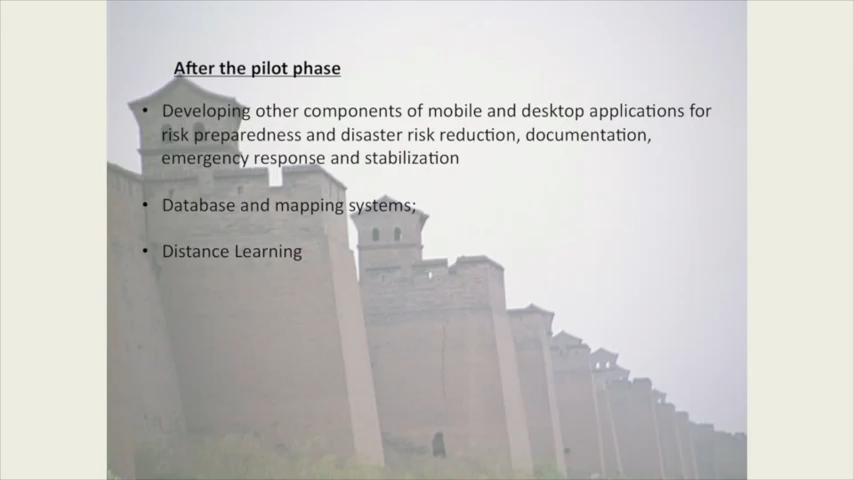 After the pilot phase
• Developing other components of mobile and desktop applications for
risk preparedness and disaster risk reduction, documentation,
emergency response and stabilization
• Database and mapping systems;
• Distance Learning